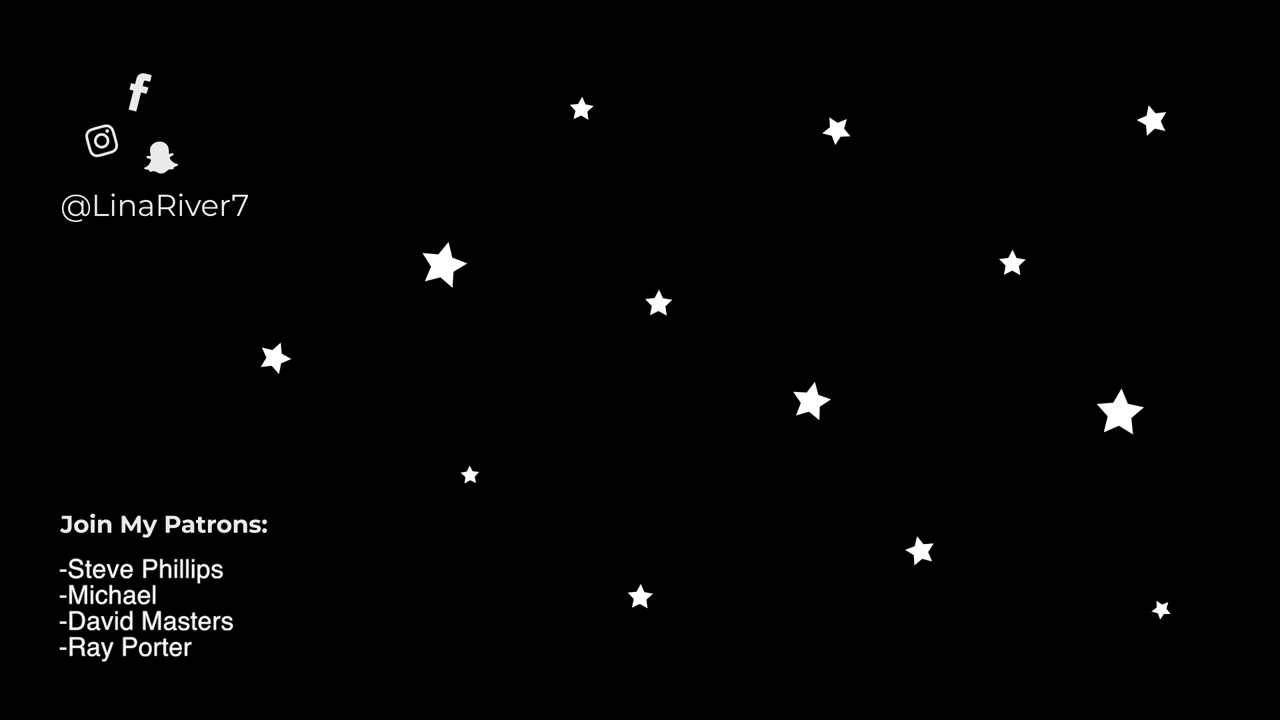 @LinaRiver7
Join My Patrons:
-Steve Phillips
-Michael
-David Masters
-Ray Porter